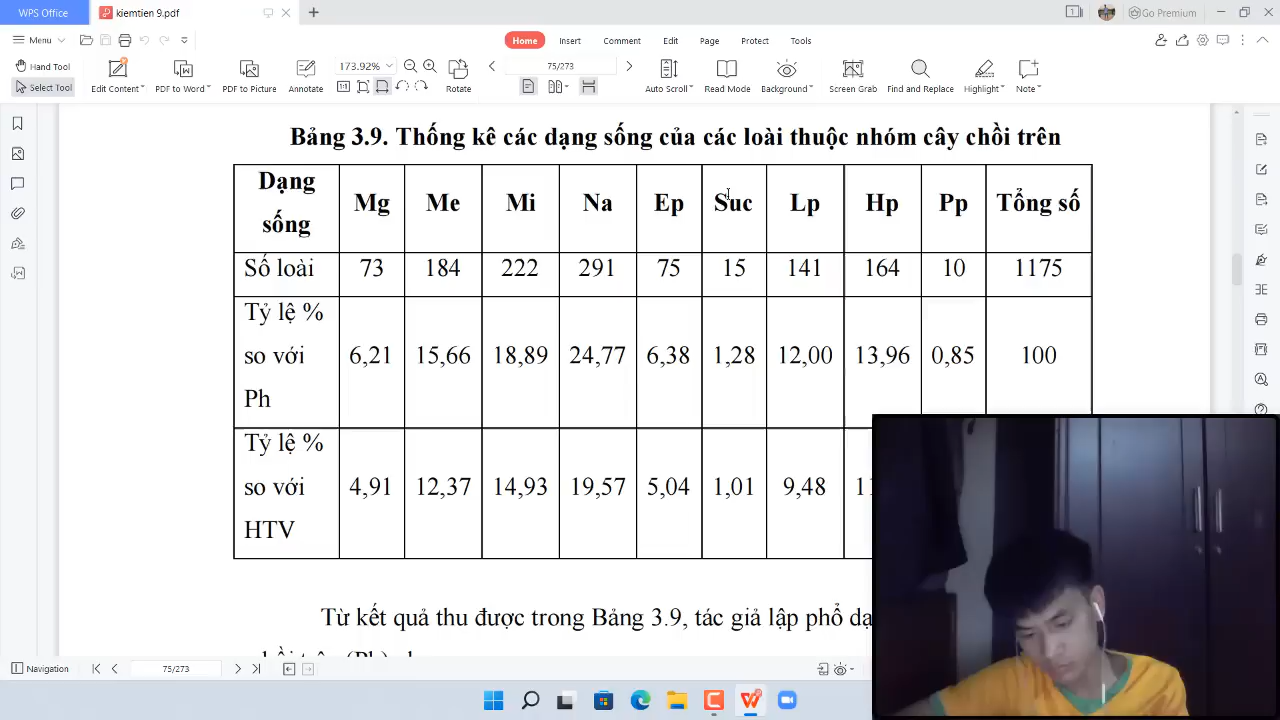 WPS Office
kiemtien 9.pdf
Go Premium
Menu
Home
Insert
Comment
Edit
Page
Protect
Tools
Hand Tool
Select Tool
Edit Content
PDF to Word
PDF to Picture
Annotate
173.92%
Rotate
75/273
Auto Scroll
Read Mode
Background
Screen Grab
Find and Replace
Highlight
Note
Bảng 3.9. Thống kê các dạng sống của các loài thuộc nhóm cây chồi trên
Dạng sống Mg Me Mi Na Ep Suc Lp Hp Pp Tổng số
Số loài 73 184 222 291 75 15 141 164 10 1175
Tỷ lệ %
so với 6,21 15,66 18,89 24,77 6,38 1,28 12,00 13,96 0,85 100
Ph
Tỷ lệ %
so với 4,91 12,37 14,93 19,57 5,04 1,01 9,48
HTV
Từ kết quả thu được trong Bảng 3.9, tác giả lập phổ
Navigation
75/273